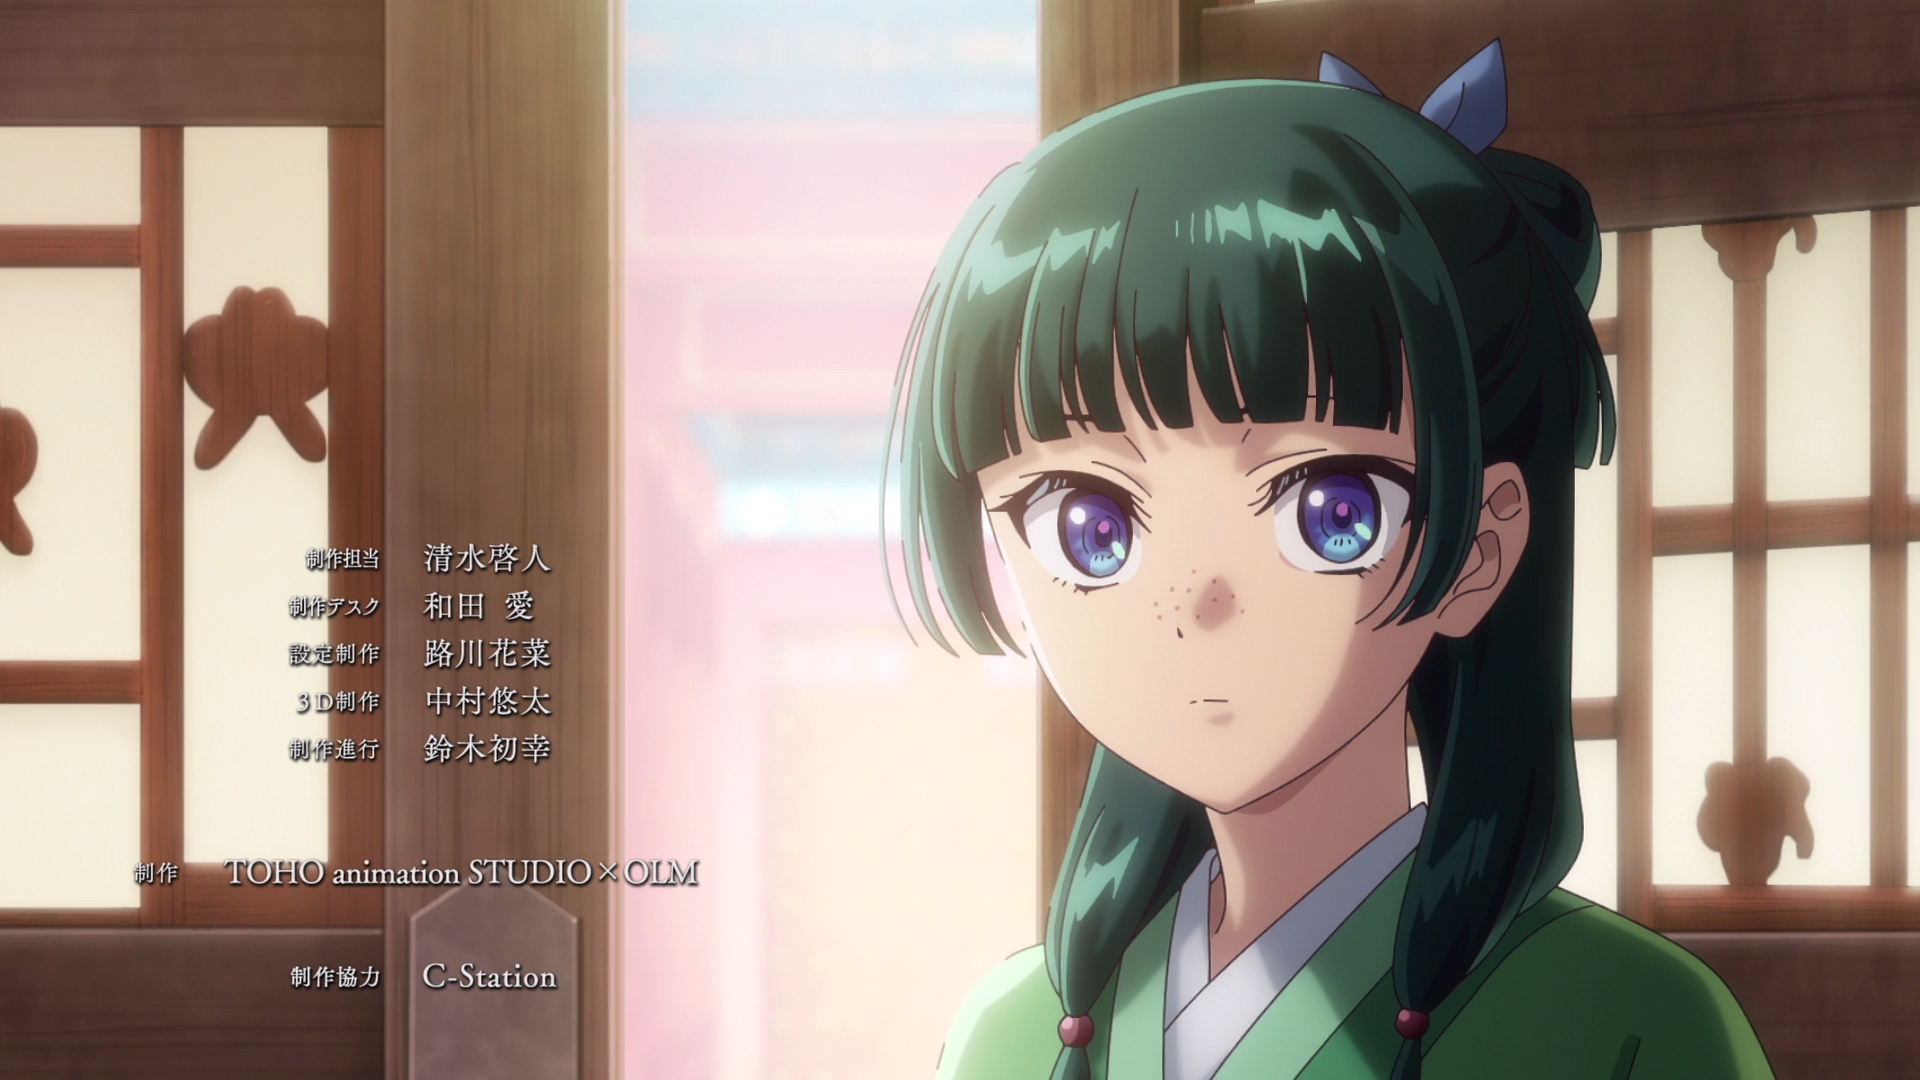 制作担当 清水啓人
制作デスク 和田 愛
設定制作 路川花菜
3D制作 中村悠太
制作進行 鈴木初幸
制作 TOHO animation STUDIO×OLM
制作協力 C-Station